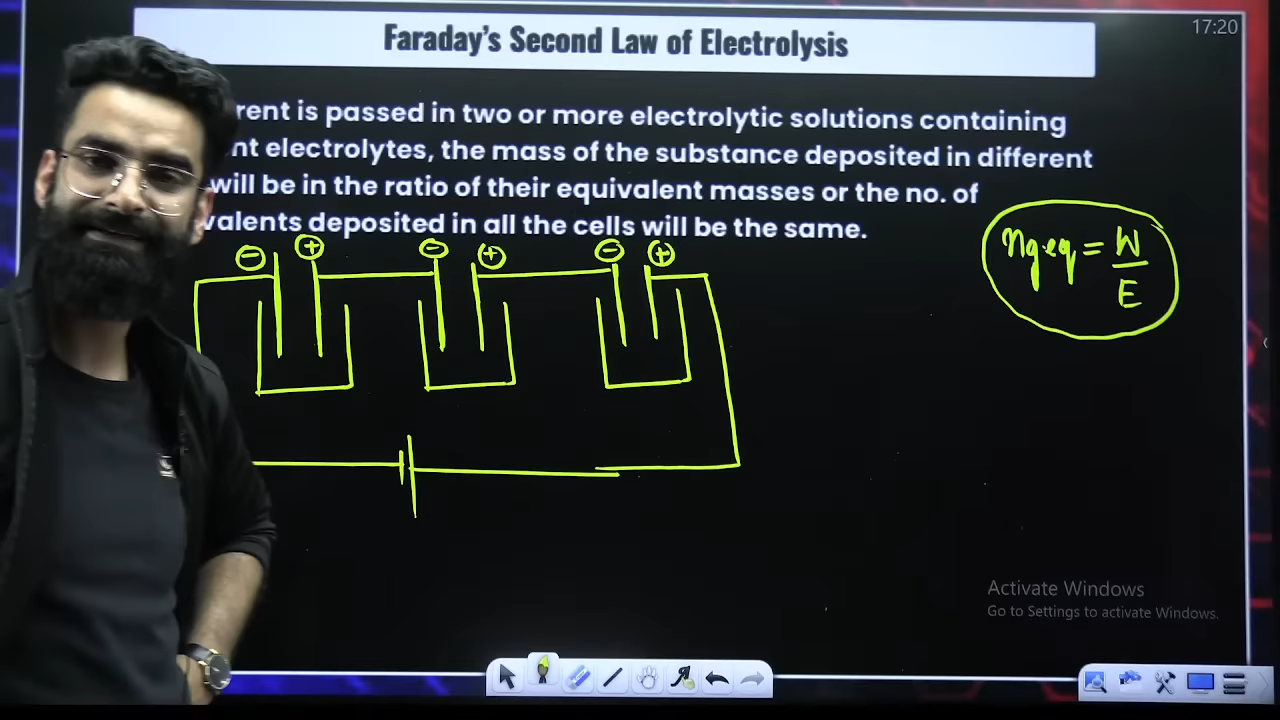 17:20
Faraday's Second Law of Electrolysis
rent is passed in two or more electrolytic solutions containing
nt electrolytes, the mass of the substance deposited in different
will be in the ratio of their equivalent masses or the no. of
valents deposited in all the cells will be the same.
⊖ ⊕ ⊖ ⊕ ⊖ ⊕
ng.eq = W/E
Activate Windows
Go to Settings to activate Windows.